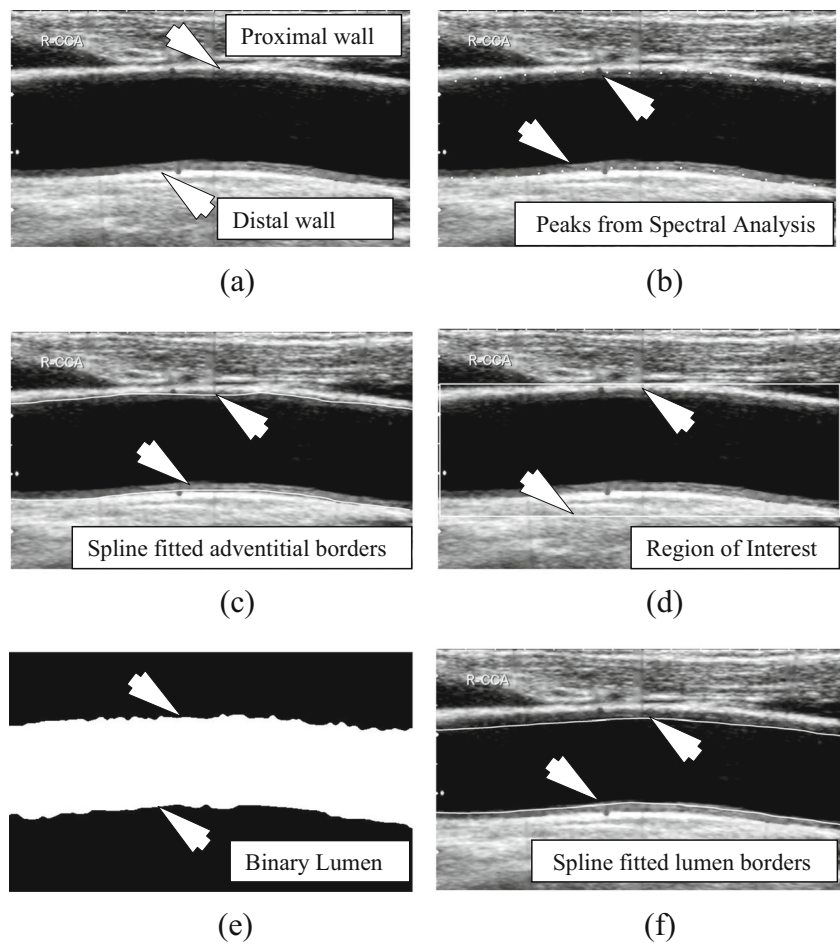 R-CCA
Proximal wall
Distal wall
(a)
R-CCA
Peaks from Spectral Analysis
(b)
R-CCA
Spline fitted adventitial borders
(c)
R-CCA
Region of Interest
(d)
Binary Lumen
(e)
R-CCA
Spline fitted lumen borders
(f)